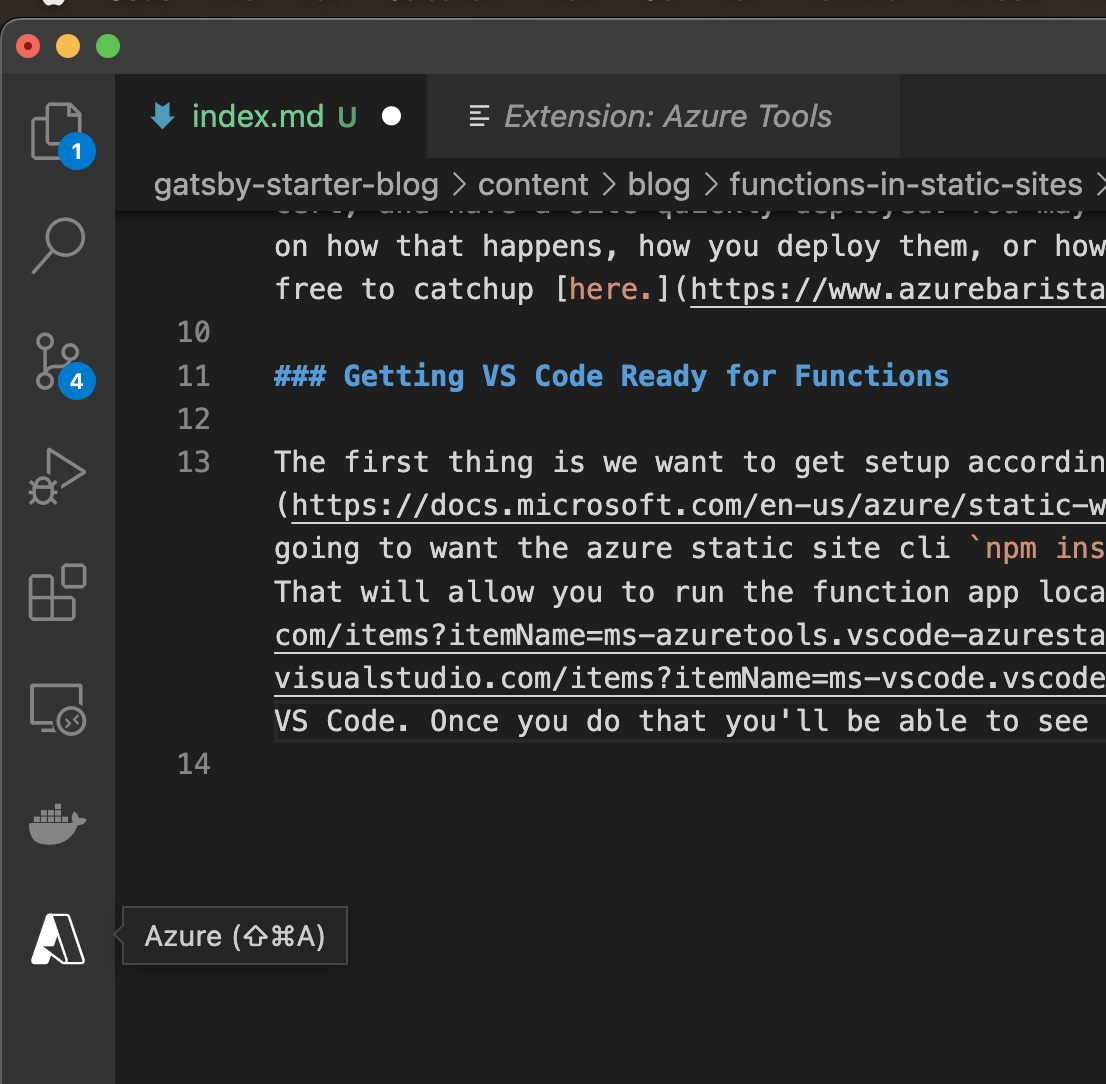 index.md U
Extension: Azure Tools
1
gatsby-starter-blog > content > blog > functions-in-static-sites >
on how that happens, how you deploy them, or how
free to catchup [here.](https://www.azurebarista
10
11 ### Getting VS Code Ready for Functions
4
12
13 The first thing is we want to get setup accordin
(https://docs.microsoft.com/en-us/azure/static-w
going to want the azure static site cli `npm ins
That will allow you to run the function app loca
com/items?itemName=ms-azuretools.vscode-azuresta
visualstudio.com/items?itemName=ms-vscode.vscode
VS Code. Once you do that you'll be able to see
14
Azure (⇧⌘A)